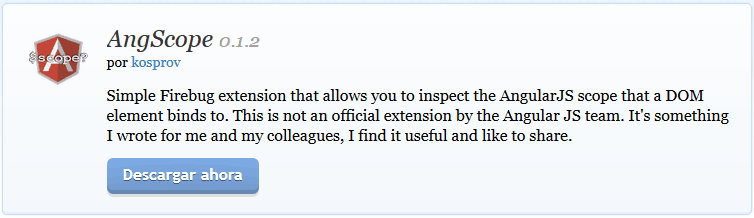 AngScope 0.1.2
{scope?
por kosprov
Simple Firebug extension that allows you to inspect the AngularJS scope that a DOM
element binds to. This is not an official extension by the Angular JS team. It's something
I wrote for me and my colleagues, I find it useful and like to share.
Descargar ahora